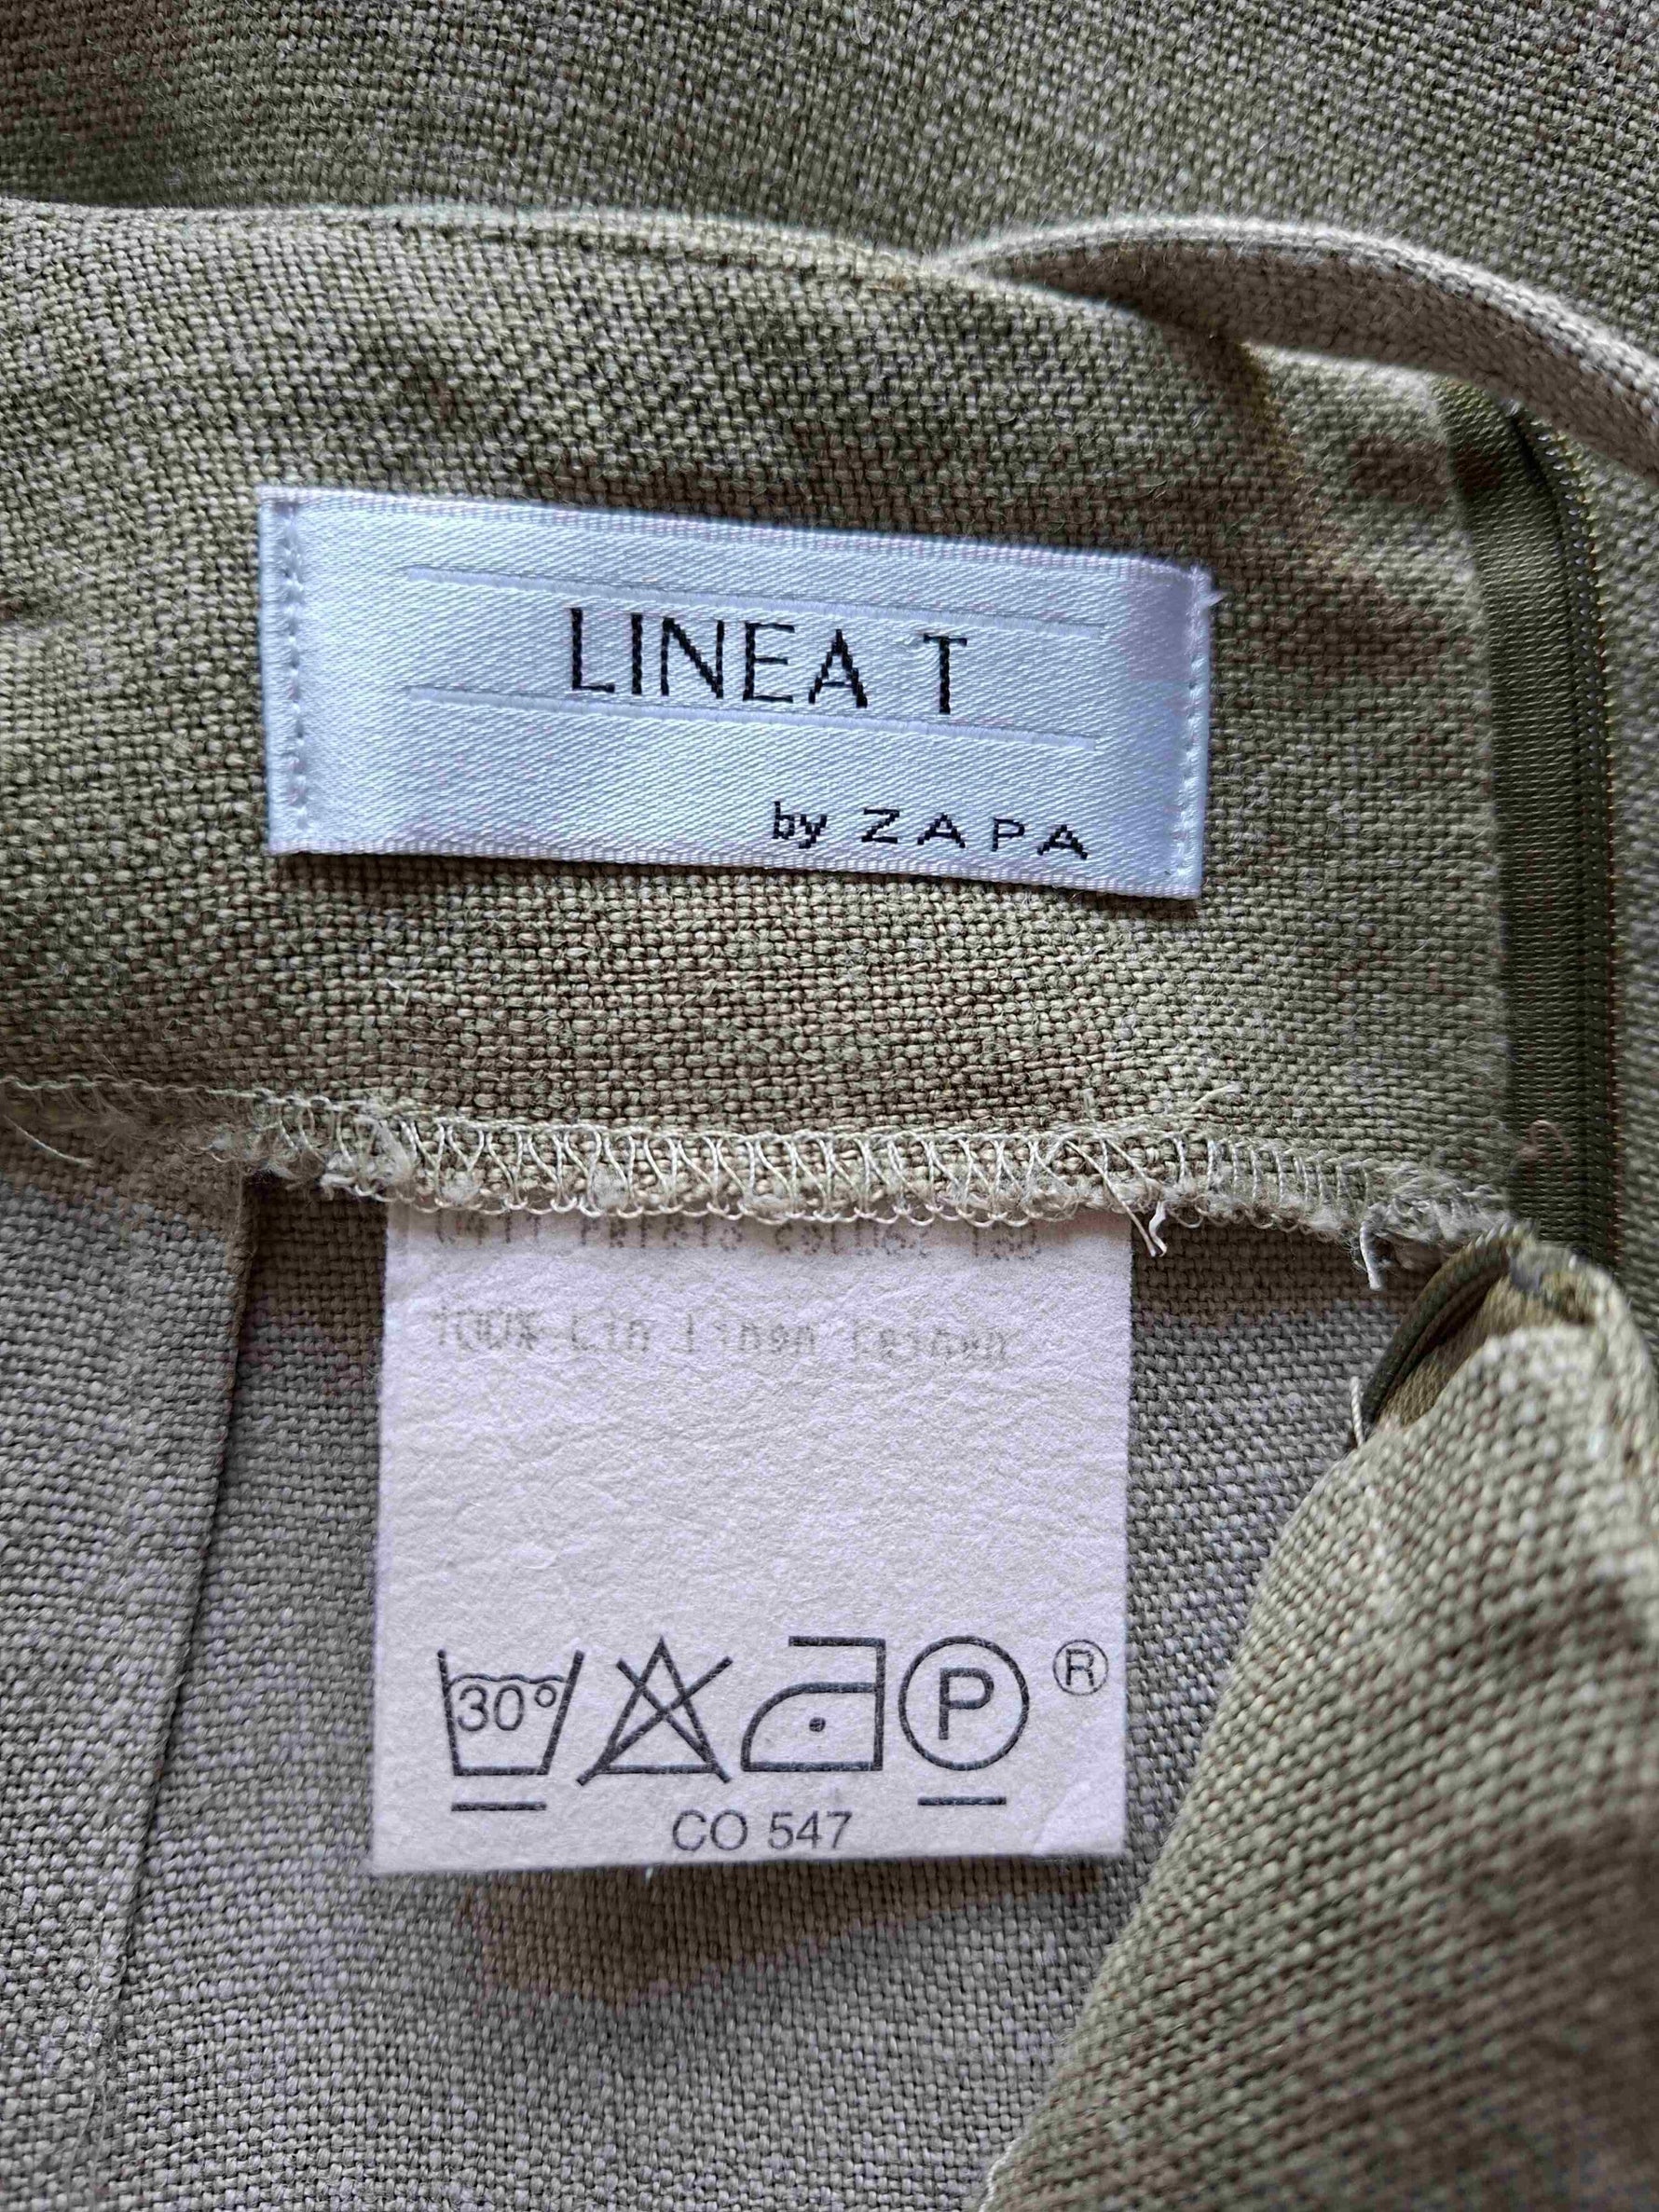 LINEA T
by ZAPA
100% Lin Linen Leinen
30°
P
®
CO 547